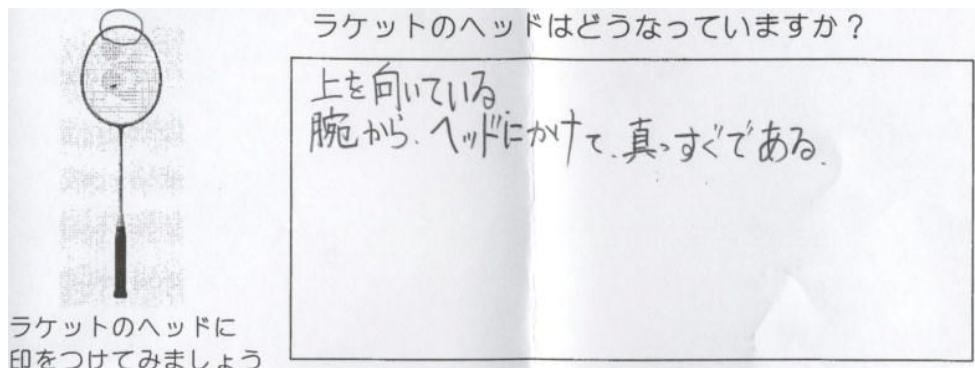 ラケットのヘッドはどうなっていますか？
上を向いている
腕から、ヘッドにかけて、真っすぐである.
ラケットのヘッドに
印をつけてみましょう